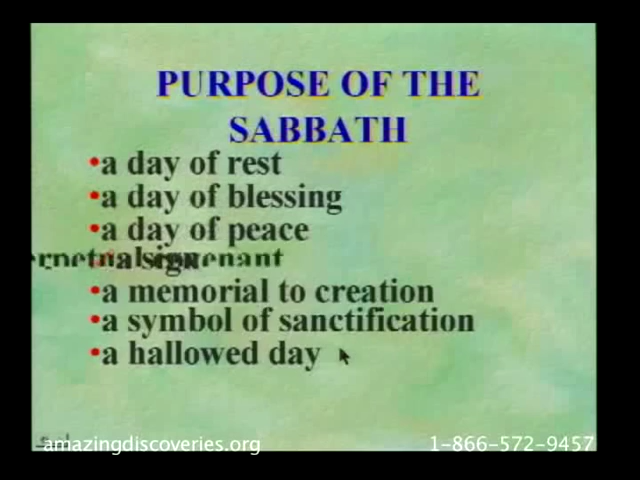 PURPOSE OF THE
SABBATH
•a day of rest
•a day of blessing
•a day of peace
•a sign
•a memorial to creation
•a symbol of sanctification
•a hallowed day
amazingdiscoveries.org
1-866-572-9457